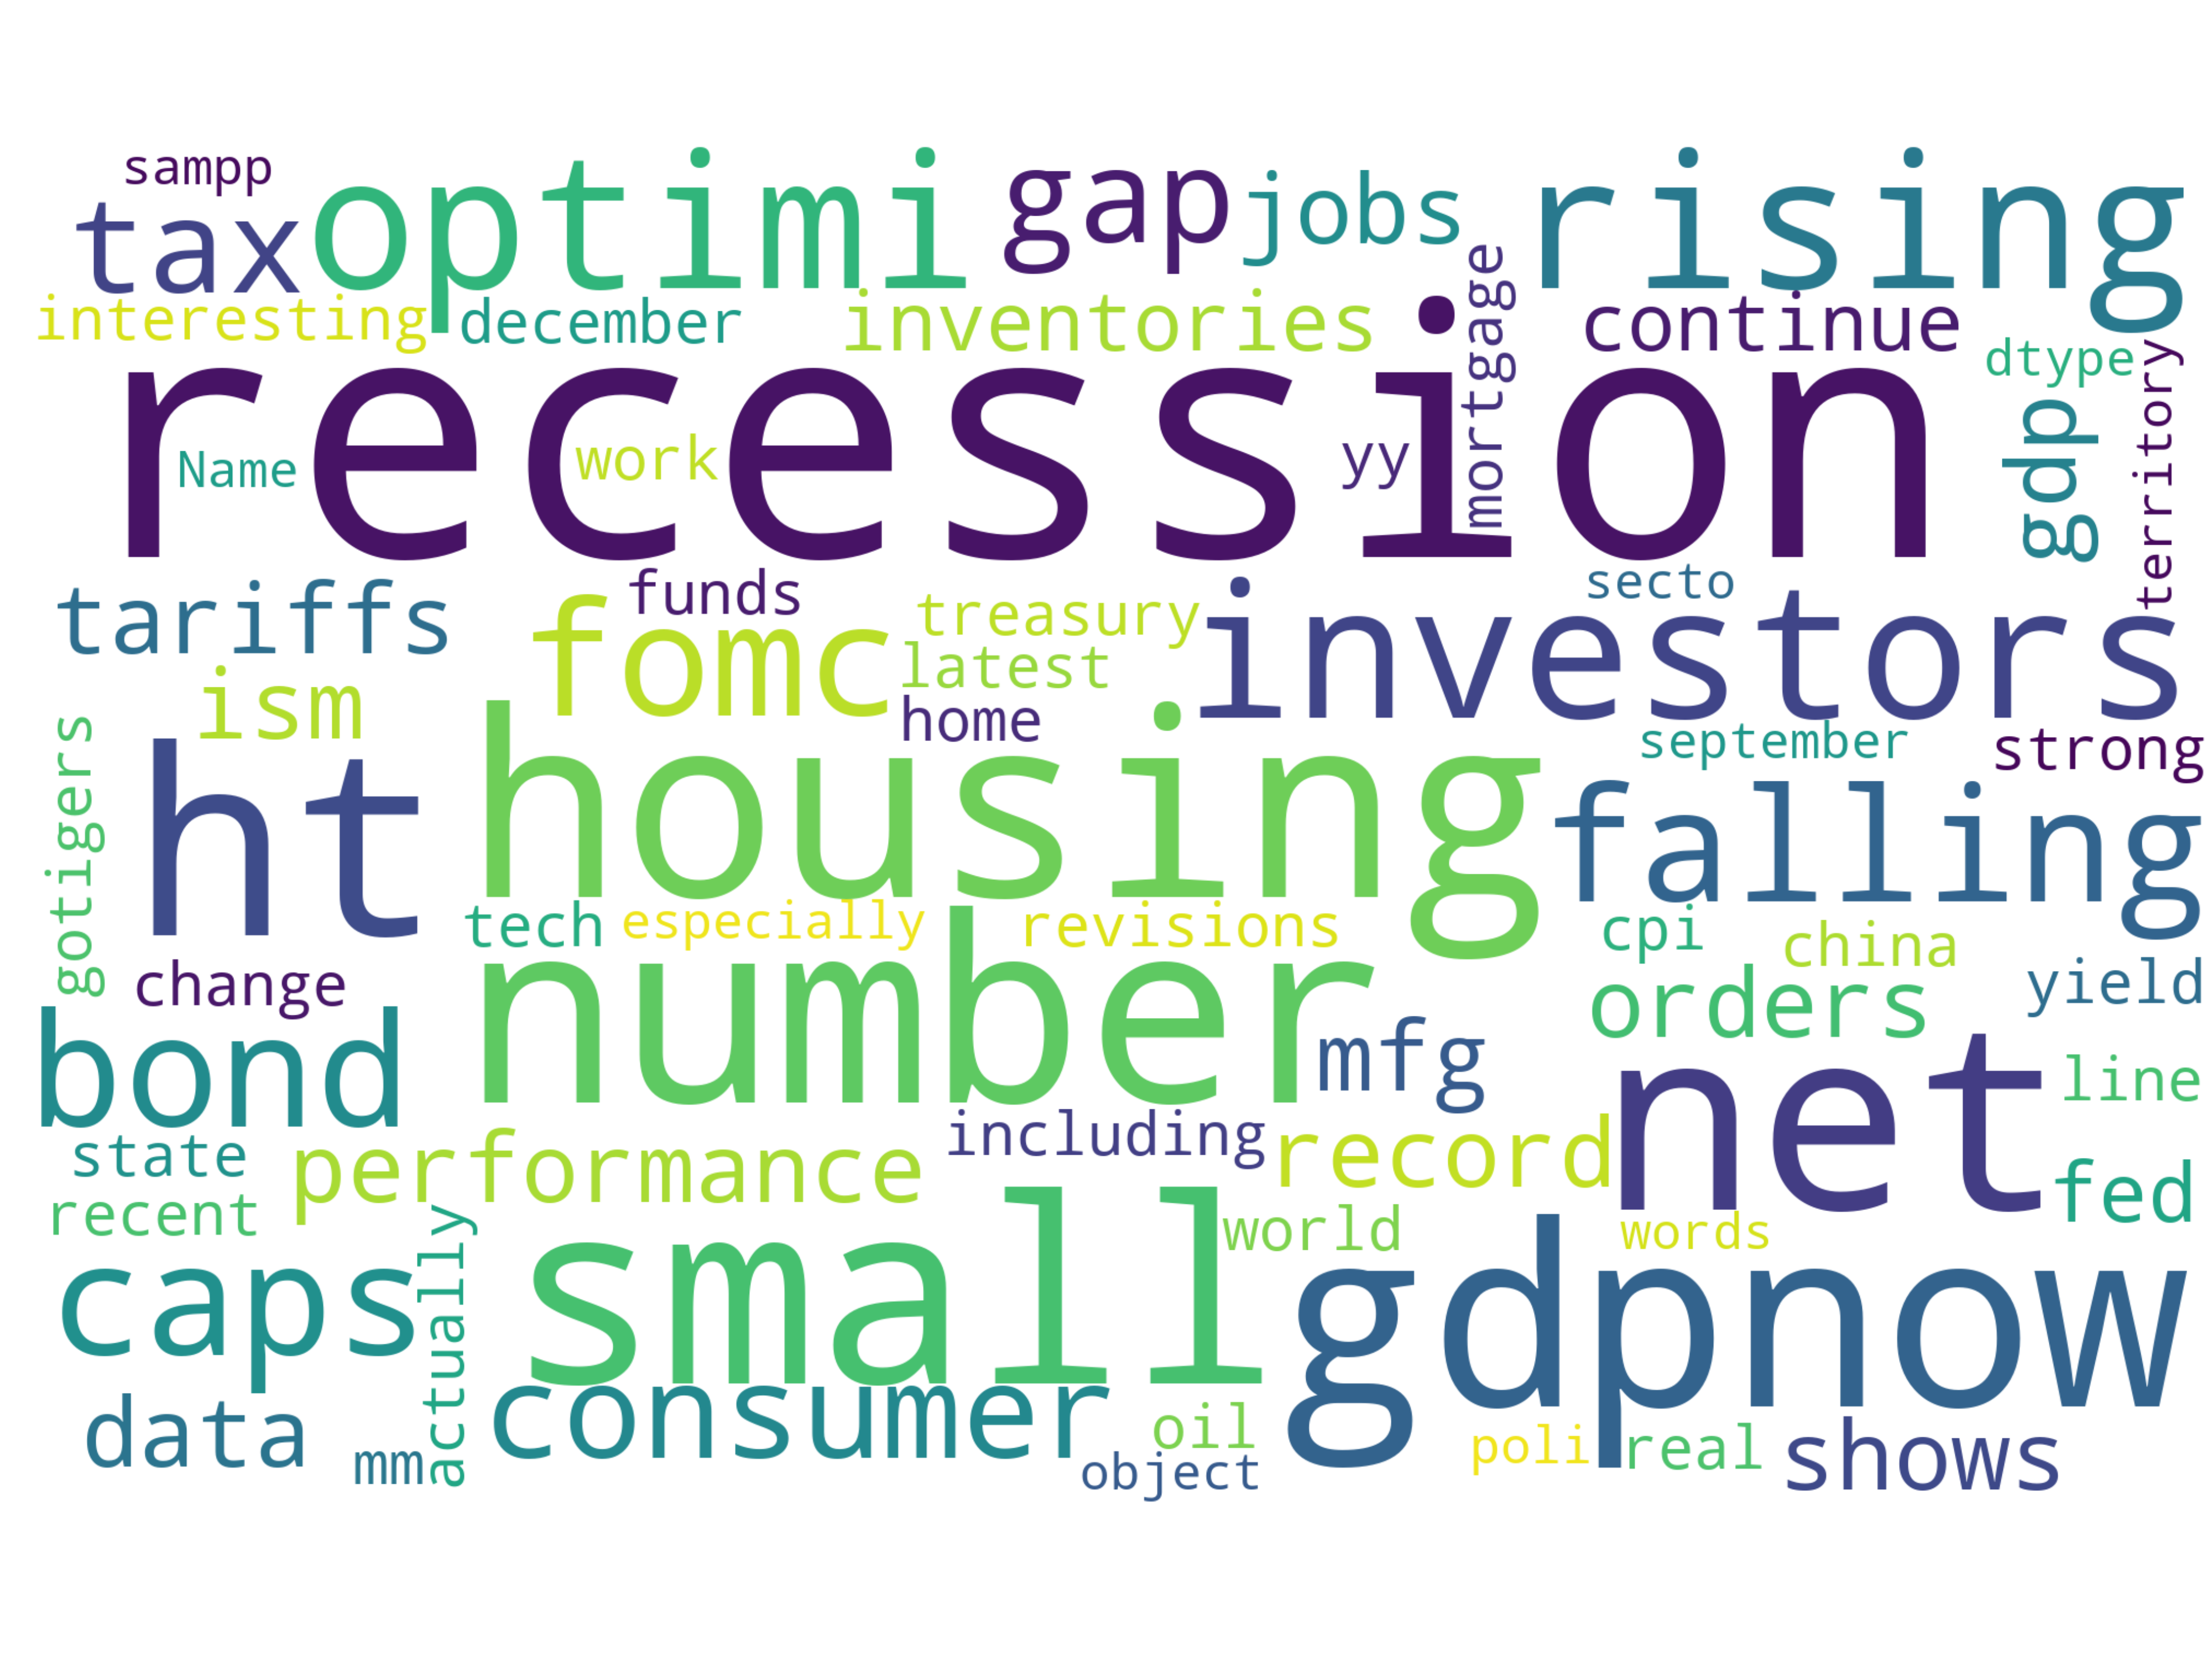 sampp
tax
optimi
gap
jobs
rising
interesting
december
inventories
mortgage
continue
dtype
territory
recession
Name
work
yy
gdp
tariffs
funds
fomc
treasury
investors
secto
ism
latest
home
september
strong
gotigers
ht
housing
falling
tech
especially
revisions
cpi
china
change
number
orders
yield
bond
mfg
net
line
state
performance
including
record
fed
recent
actually
world
words
caps
small
gdpnow
data
mm
consumer
oil
object
poli
real
shows